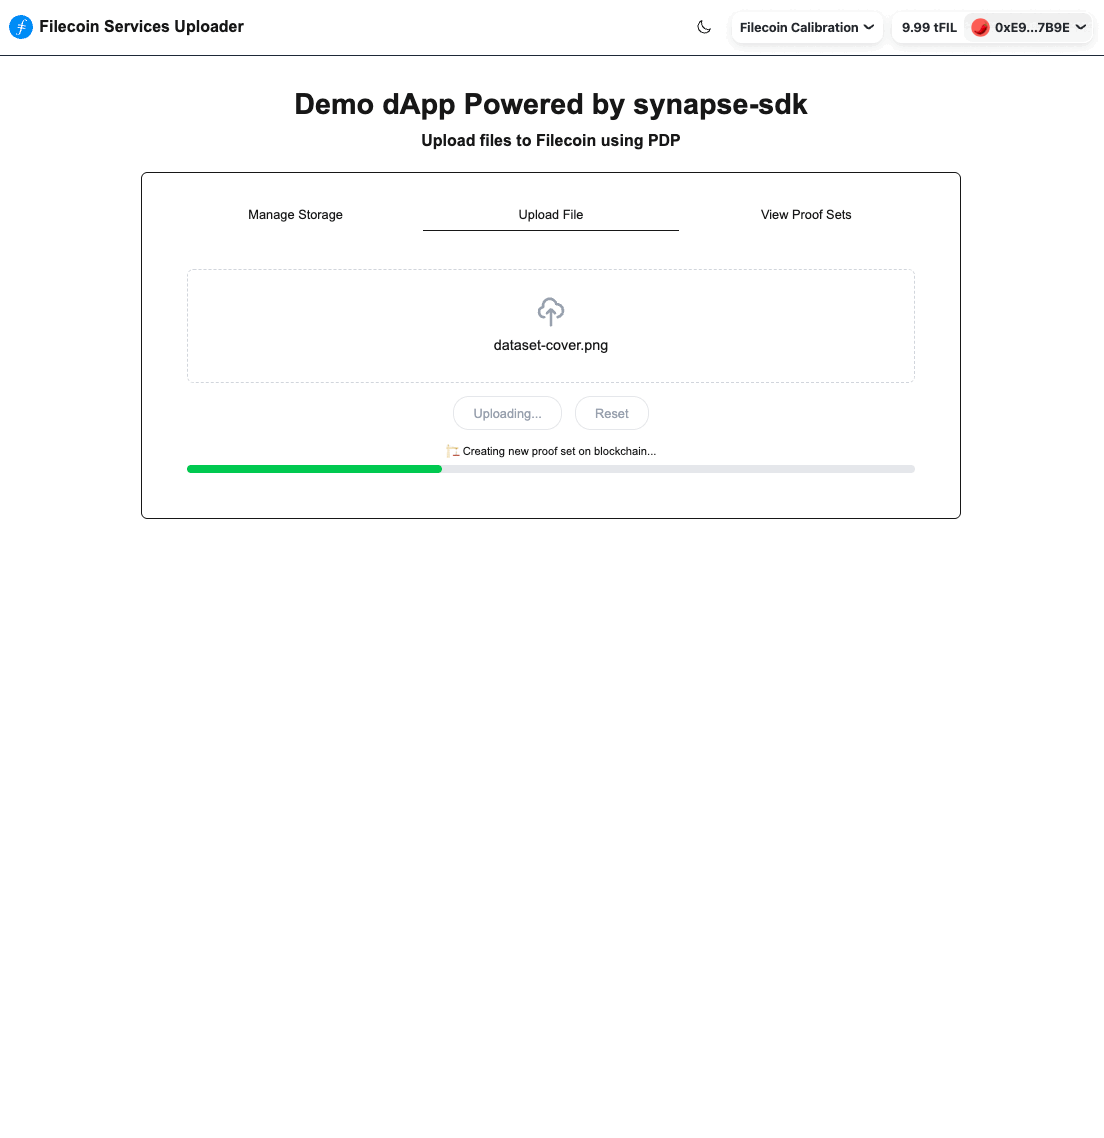 Filecoin Services Uploader
Filecoin Calibration
9.99 tFIL
0xE9...7B9E
Demo dApp Powered by synapse-sdk
Upload files to Filecoin using PDP
Manage Storage
Upload File
View Proof Sets
dataset-cover.png
Uploading...
Reset
🏗️ Creating new proof set on blockchain...